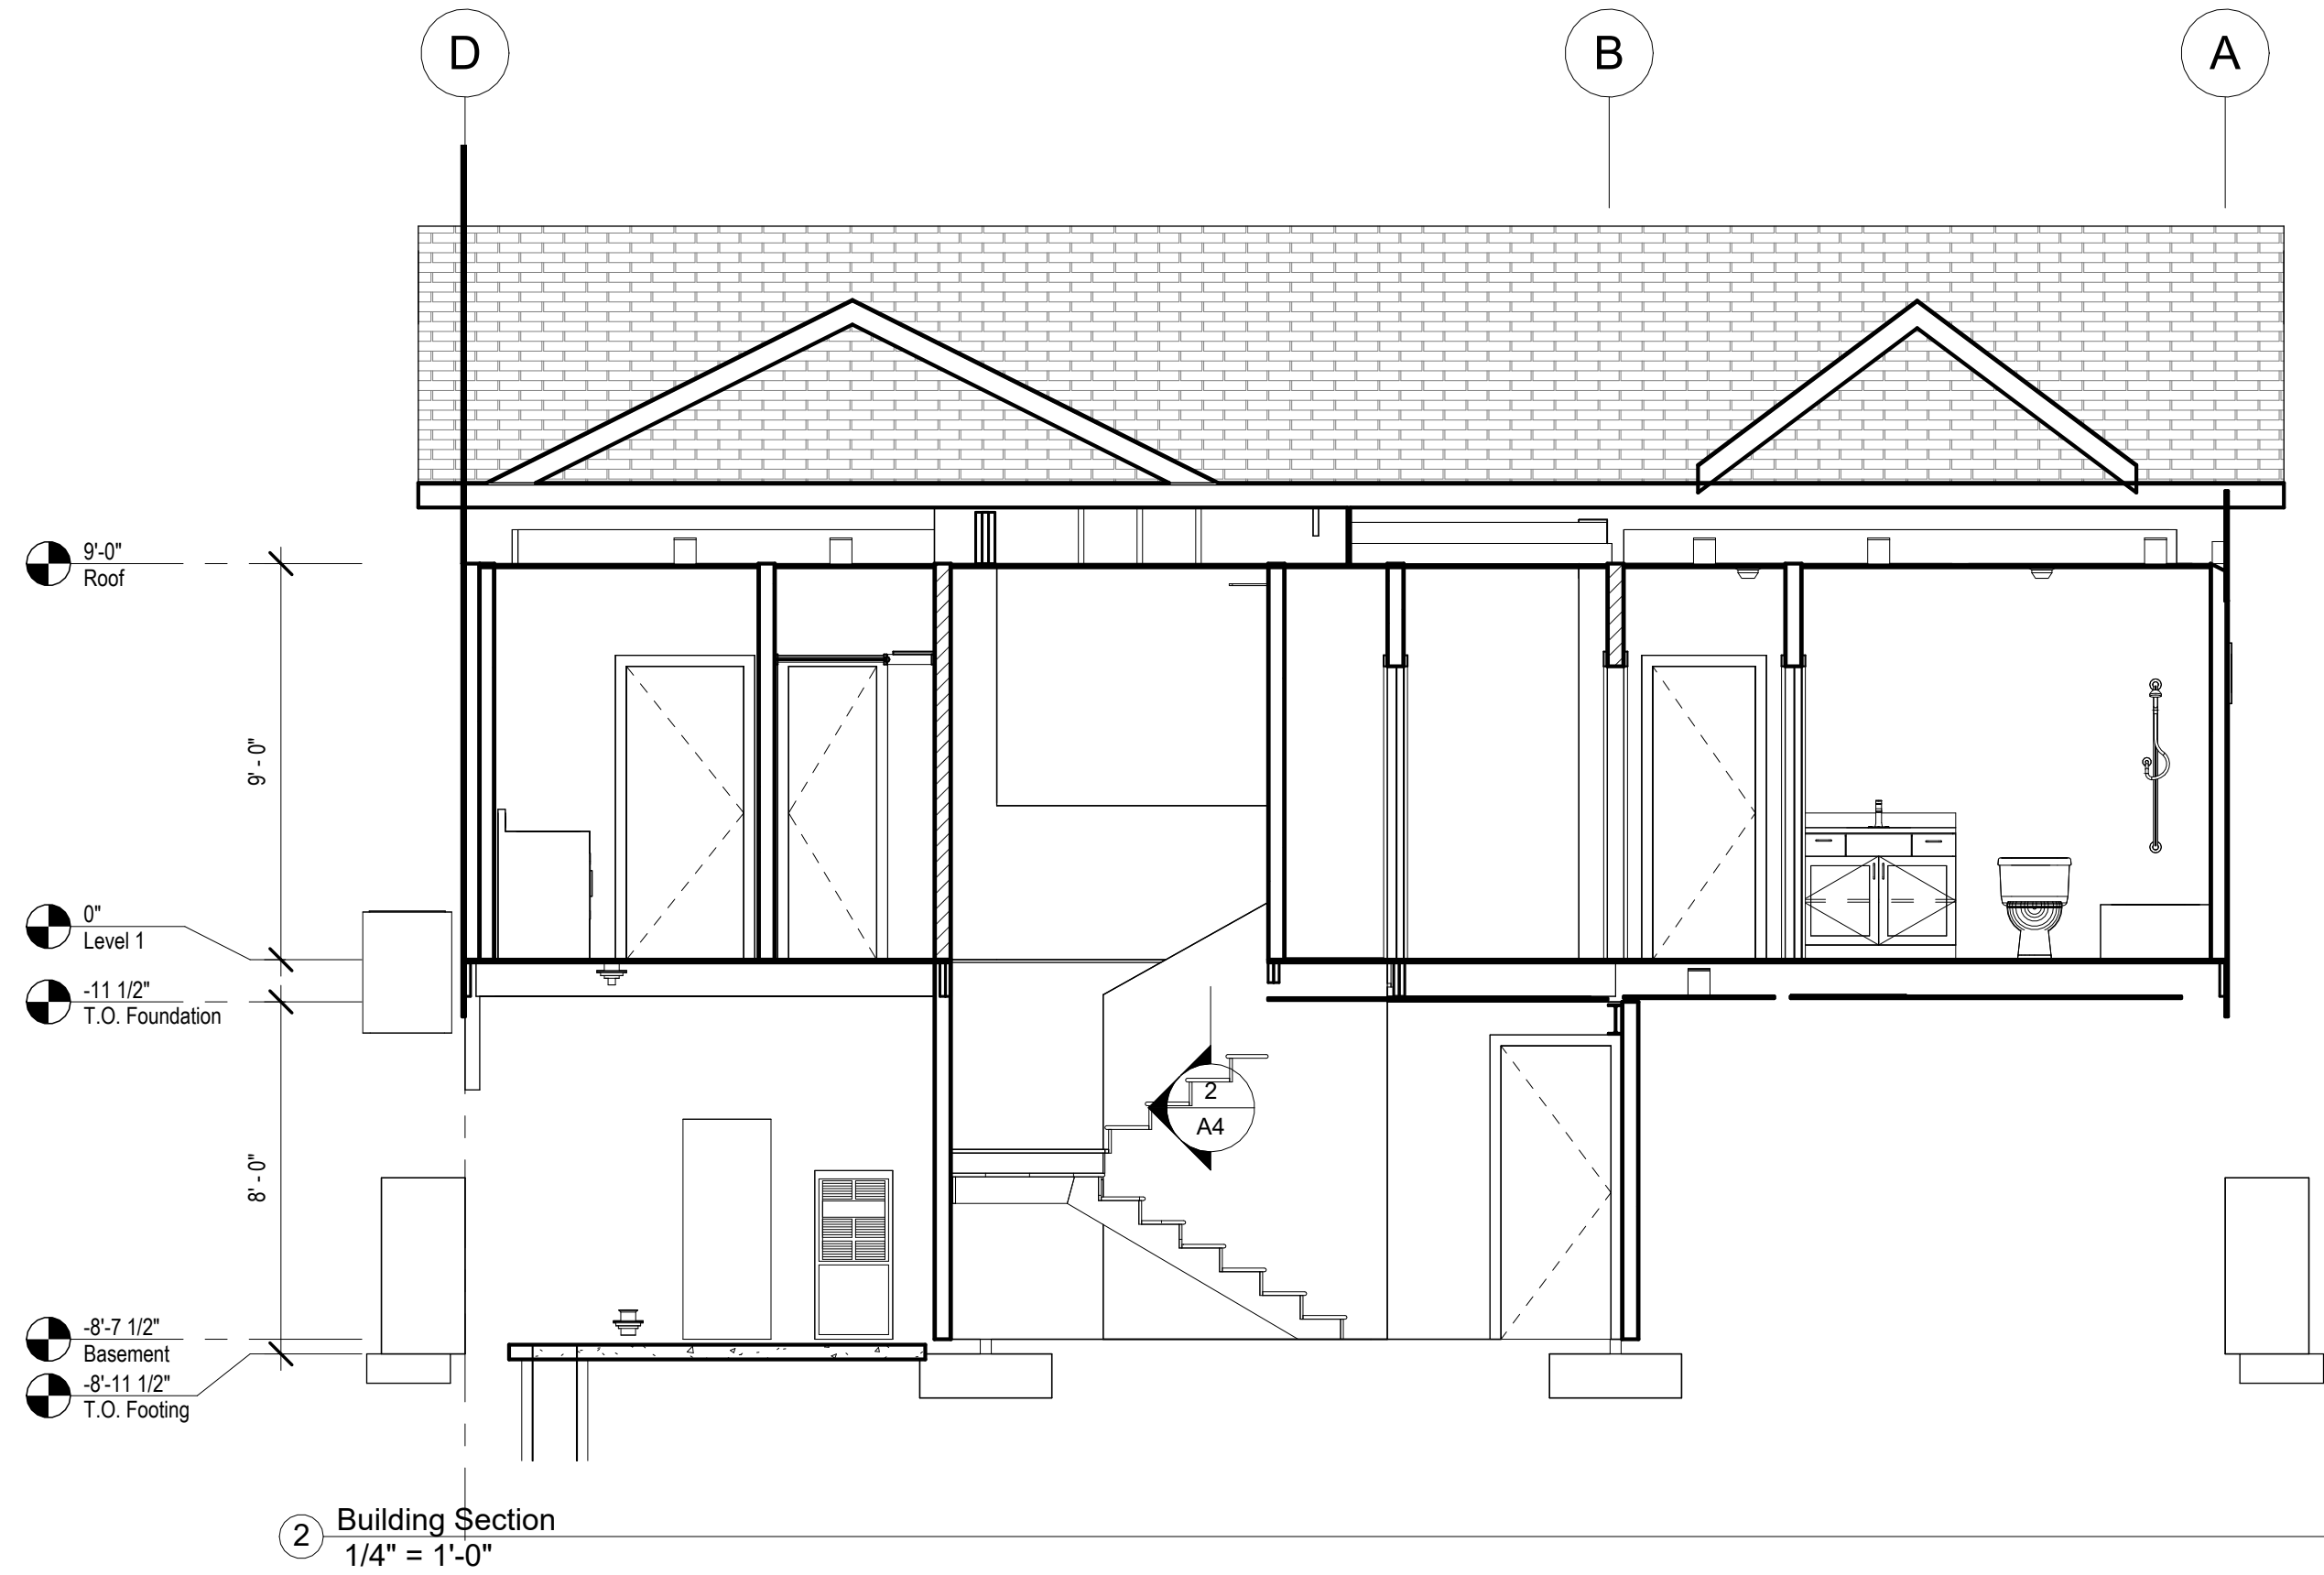 D
B
A
9'-0"
Roof
9' - 0"
0"
Level 1
-11 1/2"
T.O. Foundation
2
A4
8' - 0"
-8'-7 1/2"
Basement
-8'-11 1/2"
T.O. Footing
2
Building Section
1/4" = 1'-0"